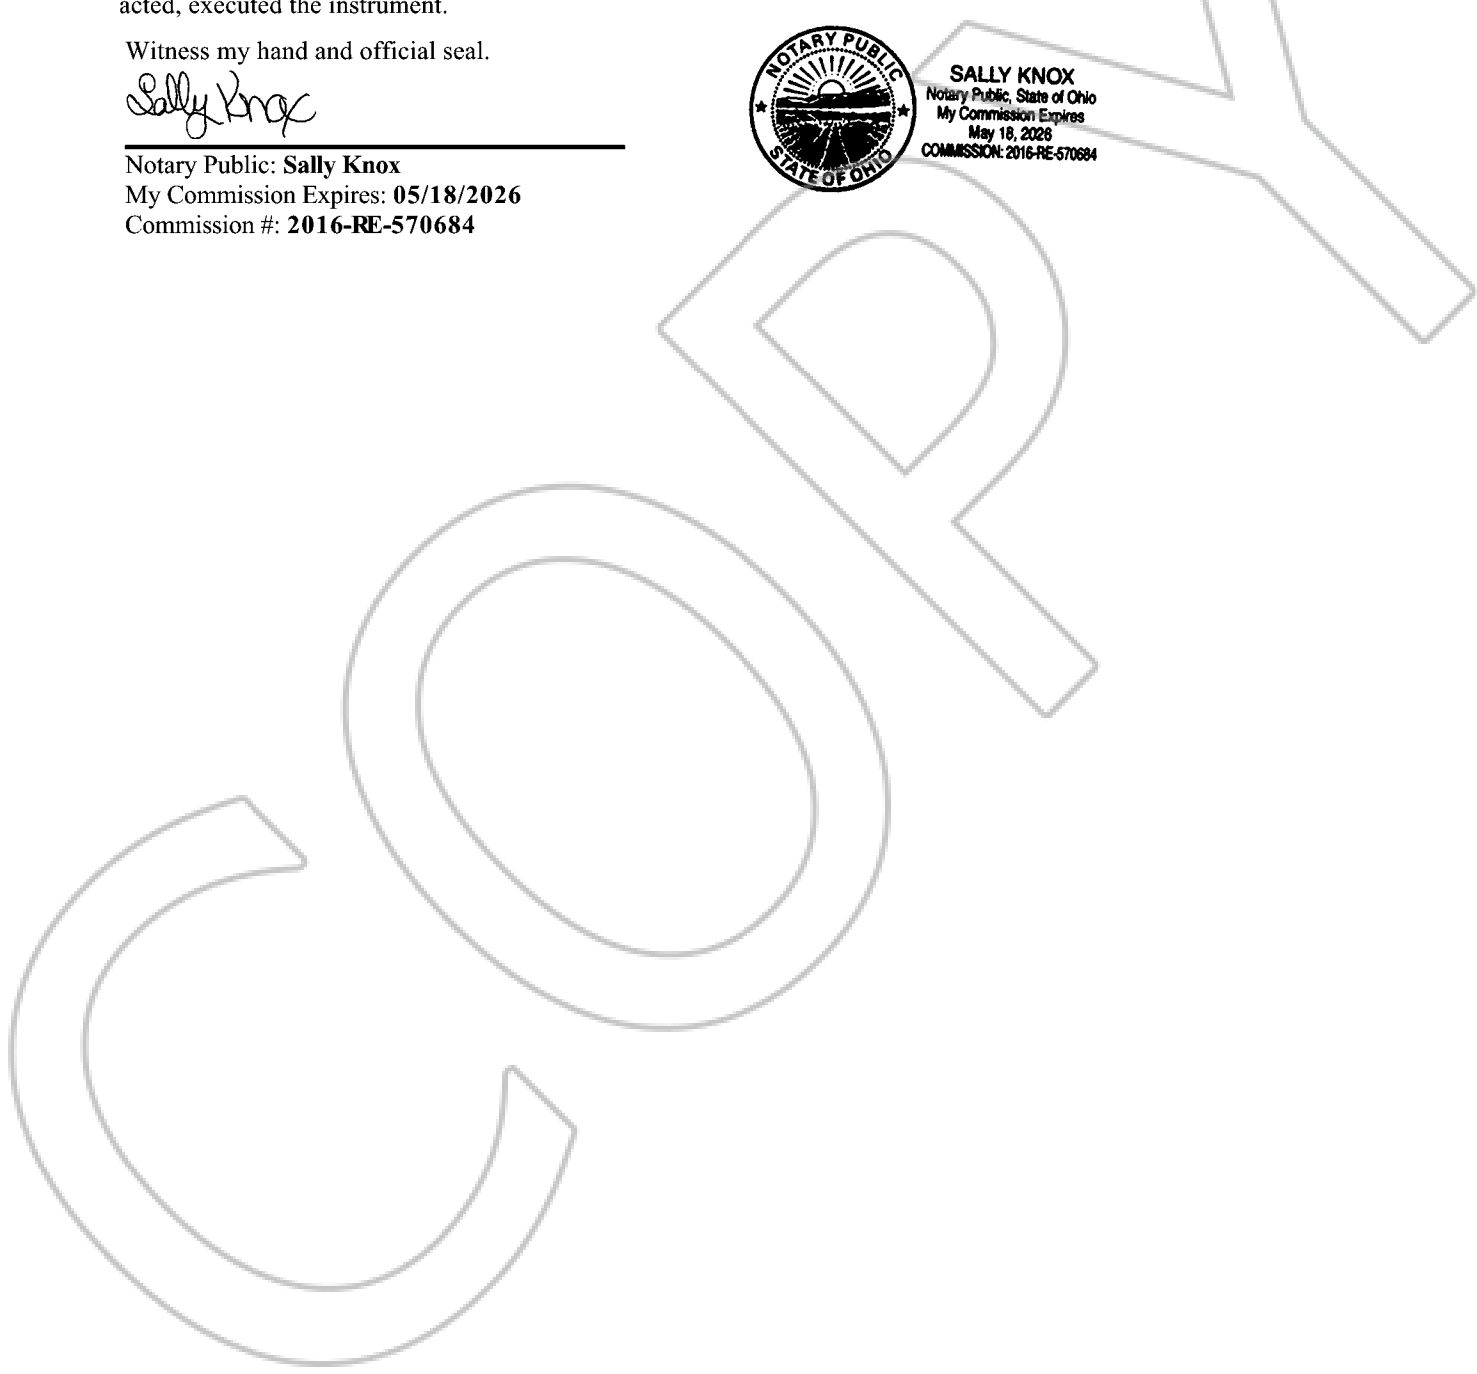 acted, executed the instrument.
Witness my hand and official seal.
Sally Knox
Notary Public: Sally Knox
My Commission Expires: 05/18/2026
Commission #: 2016-RE-570684
NOTARY PUBLIC
STATE OF OHIO
SALLY KNOX
Notary Public, State of Ohio
My Commission Expires
May 18, 2026
COMMISSION: 2016-RE-570684
COPY